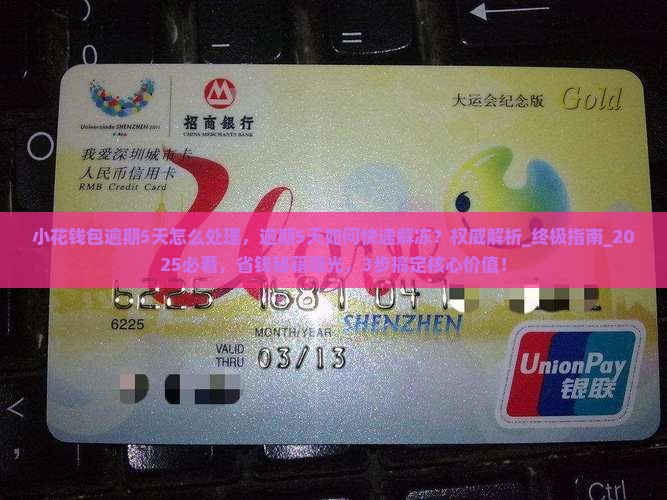 大运会纪念版 Gold
Universiade SHENZHEN 2011
招商银行
CHINA MERCHANTS BANK
我爱深圳城市卡
人民币信用卡
RMB Credit Card
小花钱包逾期5天怎么处理，逾期5天如何快速解冻？权威解析_终极指南_20
25必看，省钱秘籍曝光，3步搞定核心价值！
6225 1687 047
6225
SHENZHEN
MONTH/YEAR
VALID
THRU
03/13
UnionPay
银联